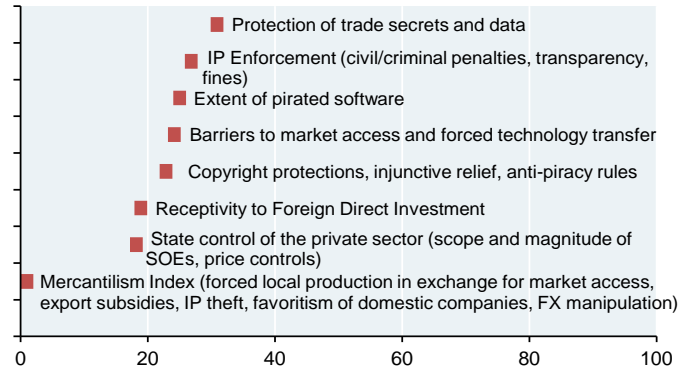 Protection of trade secrets and data
IP Enforcement (civil/criminal penalties, transparency,
fines)
Extent of pirated software
Barriers to market access and forced technology transfer
Copyright protections, injunctive relief, anti-piracy rules
Receptivity to Foreign Direct Investment
State control of the private sector (scope and magnitude of
SOEs, price controls)
Mercantilism Index (forced local production in exchange for market access,
export subsidies, IP theft, favoritism of domestic companies, FX manipulation)
0 20 40 60 80 100